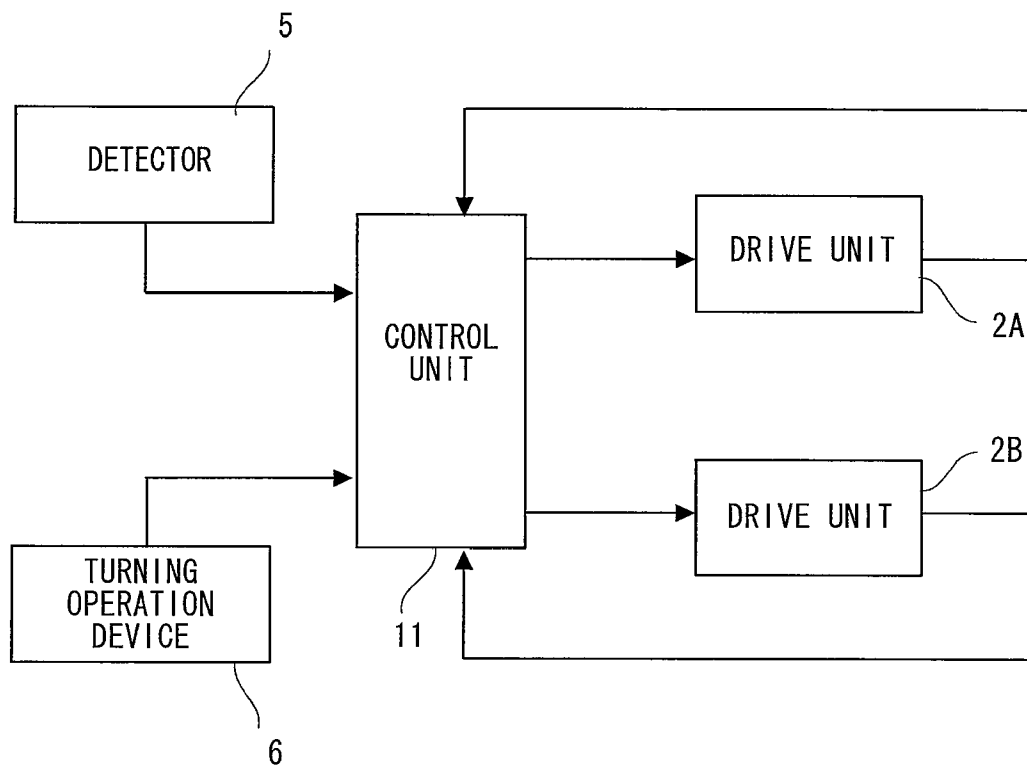 5
DETECTOR
DRIVE UNIT
2A
CONTROL
UNIT
2B
DRIVE UNIT
TURNING
OPERATION
DEVICE
11
6